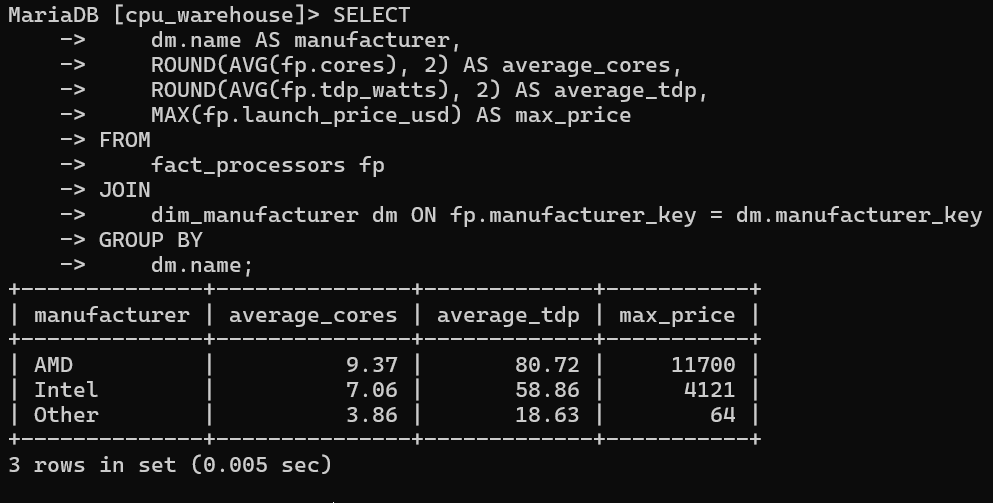 MariaDB [cpu_warehouse]> SELECT
    ->     dm.name AS manufacturer,
    ->     ROUND(AVG(fp.cores), 2) AS average_cores,
    ->     ROUND(AVG(fp.tdp_watts), 2) AS average_tdp,
    ->     MAX(fp.launch_price_usd) AS max_price
    -> FROM
    ->     fact_processors fp
    -> JOIN
    ->     dim_manufacturer dm ON fp.manufacturer_key = dm.manufacturer_key
    -> GROUP BY
    ->     dm.name;
+--------------+---------------+-------------+-----------+
| manufacturer | average_cores | average_tdp | max_price |
+--------------+---------------+-------------+-----------+
| AMD          |          9.37 |       80.72 |     11700 |
| Intel        |          7.06 |       58.86 |      4121 |
| Other        |          3.86 |       18.63 |        64 |
+--------------+---------------+-------------+-----------+
3 rows in set (0.005 sec)